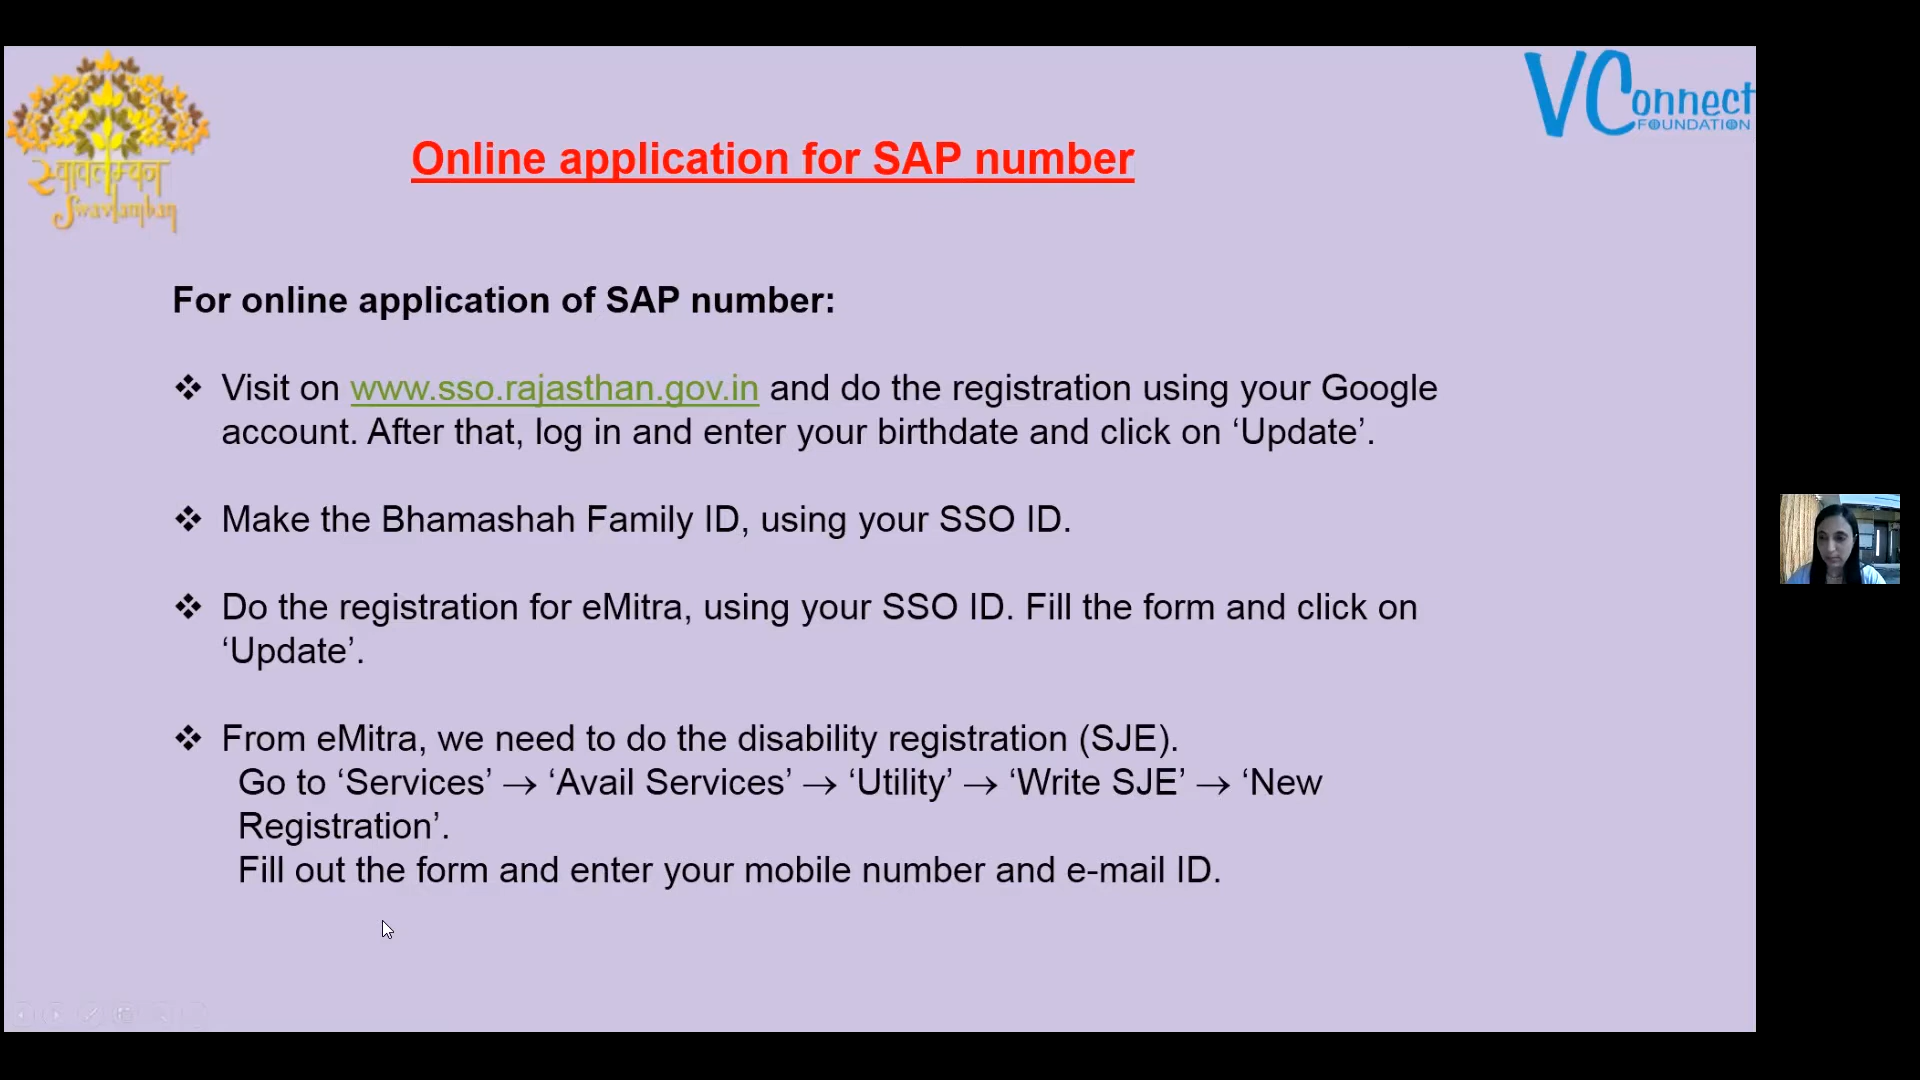 स्वावलम्बन
Swavlamban
VConnect
FOUNDATION
Online application for SAP number
For online application of SAP number:
❖ Visit on www.sso.rajasthan.gov.in and do the registration using your Google
account. After that, log in and enter your birthdate and click on ‘Update’.
❖ Make the Bhamashah Family ID, using your SSO ID.
❖ Do the registration for eMitra, using your SSO ID. Fill the form and click on
‘Update’.
❖ From eMitra, we need to do the disability registration (SJE).
Go to ‘Services’ → ‘Avail Services’ → ‘Utility’ → ‘Write SJE’ → ‘New
Registration’.
Fill out the form and enter your mobile number and e-mail ID.